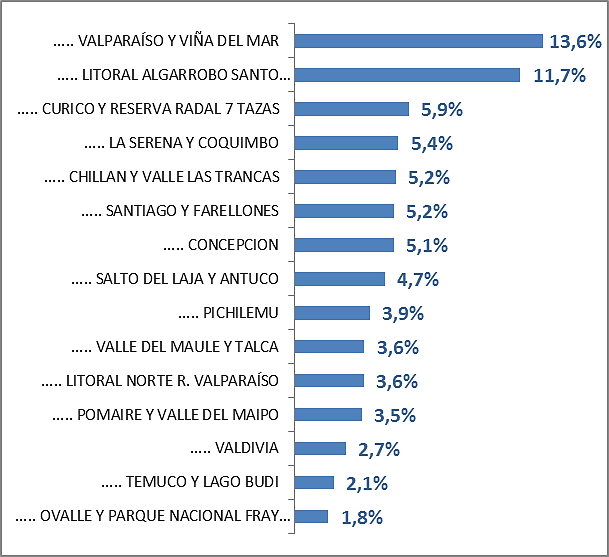 ..... VALPARAÍSO Y VIÑA DEL MAR 13,6%
..... LITORAL ALGARROBO SANTO... 11,7%
..... CURICO Y RESERVA RADAL 7 TAZAS 5,9%
..... LA SERENA Y COQUIMBO 5,4%
..... CHILLAN Y VALLE LAS TRANCAS 5,2%
..... SANTIAGO Y FARELLONES 5,2%
..... CONCEPCION 5,1%
..... SALTO DEL LAJA Y ANTUCO 4,7%
..... PICHILEMU 3,9%
..... VALLE DEL MAULE Y TALCA 3,6%
..... LITORAL NORTE R. VALPARAÍSO 3,6%
..... POMAIRE Y VALLE DEL MAIPO 3,5%
..... VALDIVIA 2,7%
..... TEMUCO Y LAGO BUDI 2,1%
..... OVALLE Y PARQUE NACIONAL FRAY... 1,8%